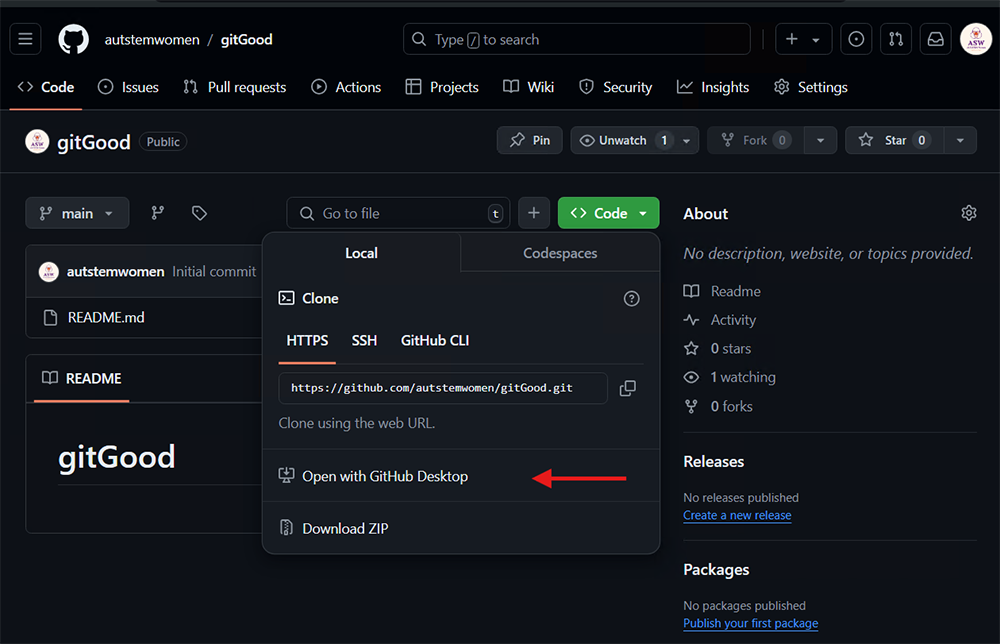 autstemwomen / gitGood
Type / to search
Code Issues Pull requests Actions Projects Wiki Security Insights Settings
gitGood Public Pin Unwatch 1 Fork 0 Star 0
main Go to file t + Code
autstemwomen Initial commit
README.md
README
gitGood
Local Codespaces
Clone
HTTPS SSH GitHub CLI
https://github.com/autstemwomen/gitGood.git
Clone using the web URL.
Open with GitHub Desktop
Download ZIP
About
No description, website, or topics provided.
Readme
Activity
0 stars
1 watching
0 forks
Releases
No releases published
Create a new release
Packages
No packages published
Publish your first package